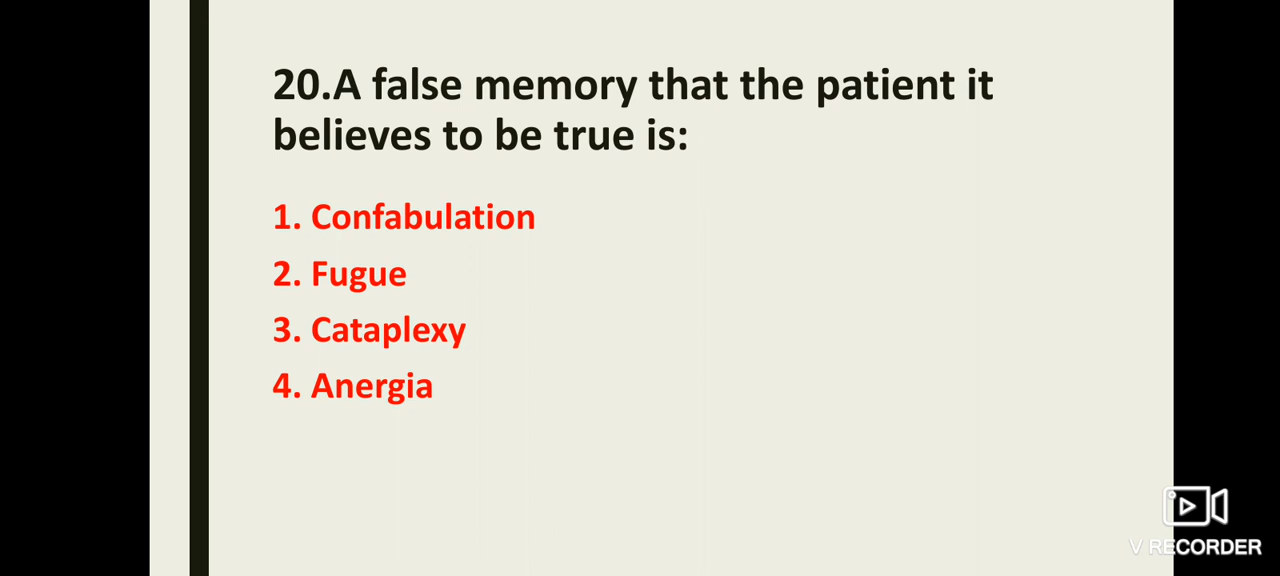 20.A false memory that the patient it
believes to be true is:
1. Confabulation
2. Fugue
3. Cataplexy
4. Anergia
V RECORDER